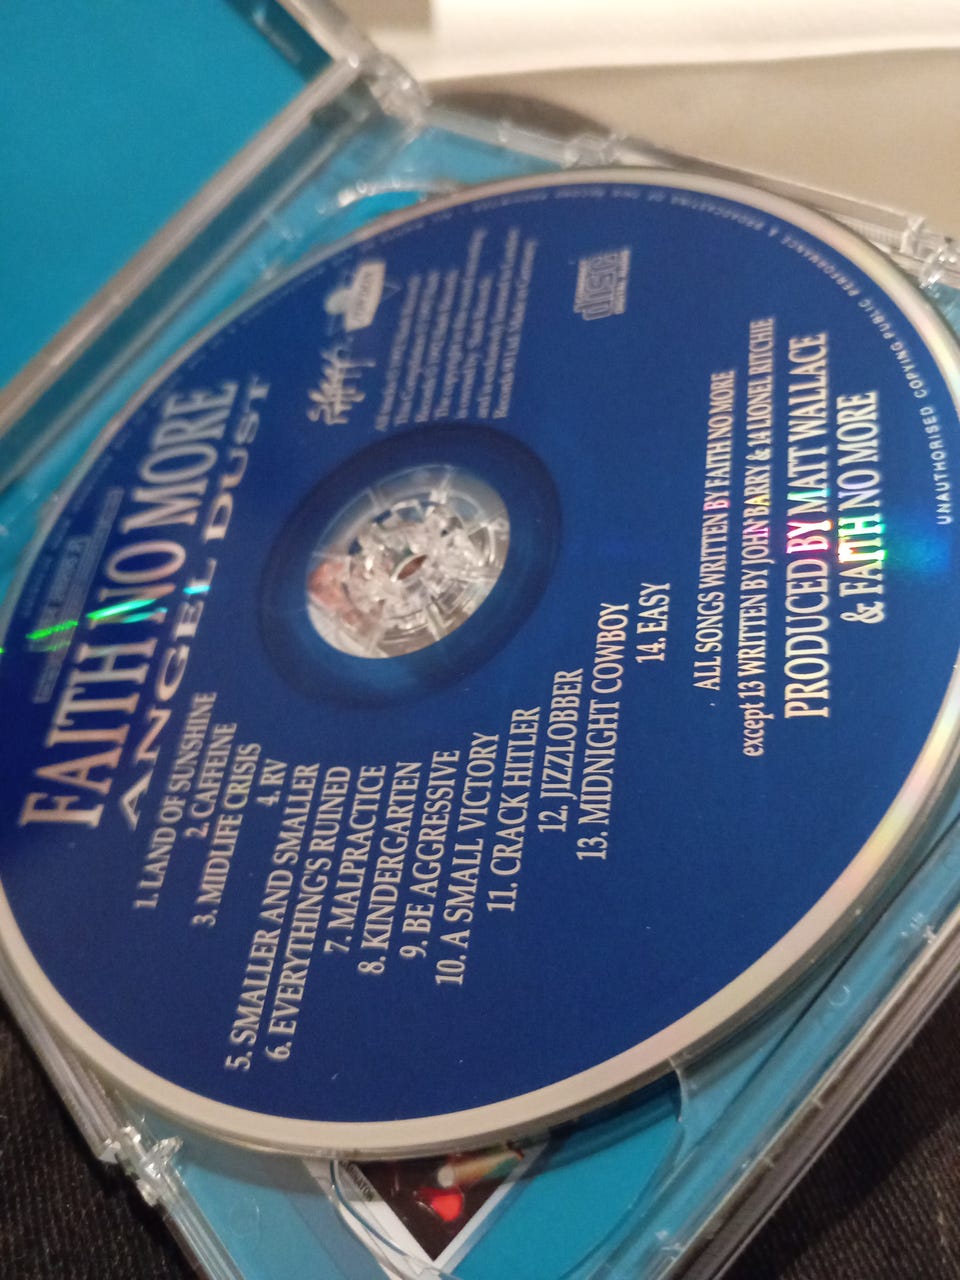 FAITH NO MORE
ANGEL DUST
1. LAND OF SUNSHINE
2. CAFFEINE
3. MIDLIFE CRISIS
4. RV
5. SMALLER AND SMALLER
6. EVERYTHING'S RUINED
7. MALPRACTICE
8. KINDERGARTEN
9. BE AGGRESSIVE
10. A SMALL VICTORY
11. CRACK HITLER
12. JIZZLOBBER
13. MIDNIGHT COWBOY
14. EASY
ALL SONGS WRITTEN BY FAITH NO MORE
except 13 WRITTEN BY JOHN BARRY & 14 LIONEL RITCHIE
PRODUCED BY MATT WALLACE
& FAITH NO MORE
Slash
disc
UNAUTHORISED COPYING PUBLIC PERFORMANCE & BROADCASTING OF THIS RECORD